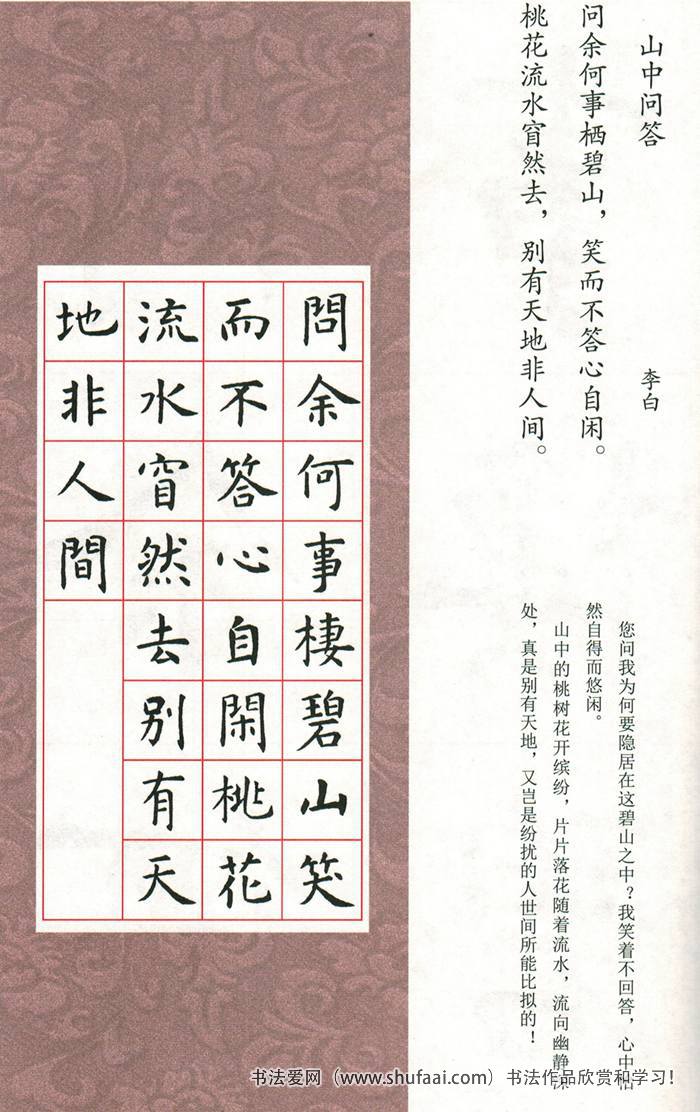 山中问答
李白
问余何事栖碧山，笑而不答心自闲。
桃花流水窅然去，别有天地非人间。
您问我为何要隐居在这碧山之中？我笑着不回答，心中怡
然自得而悠闲。
山中的桃树花开缤纷，片片落花随着流水，流向幽静深
处，真是别有天地，又岂是纷扰的人世间所能比拟的！
問余何事棲碧山笑
而不答心自閑桃花
流水窅然去别有天
地非人間
书法爱网（www.shufaai.com）书法作品欣赏和学习！